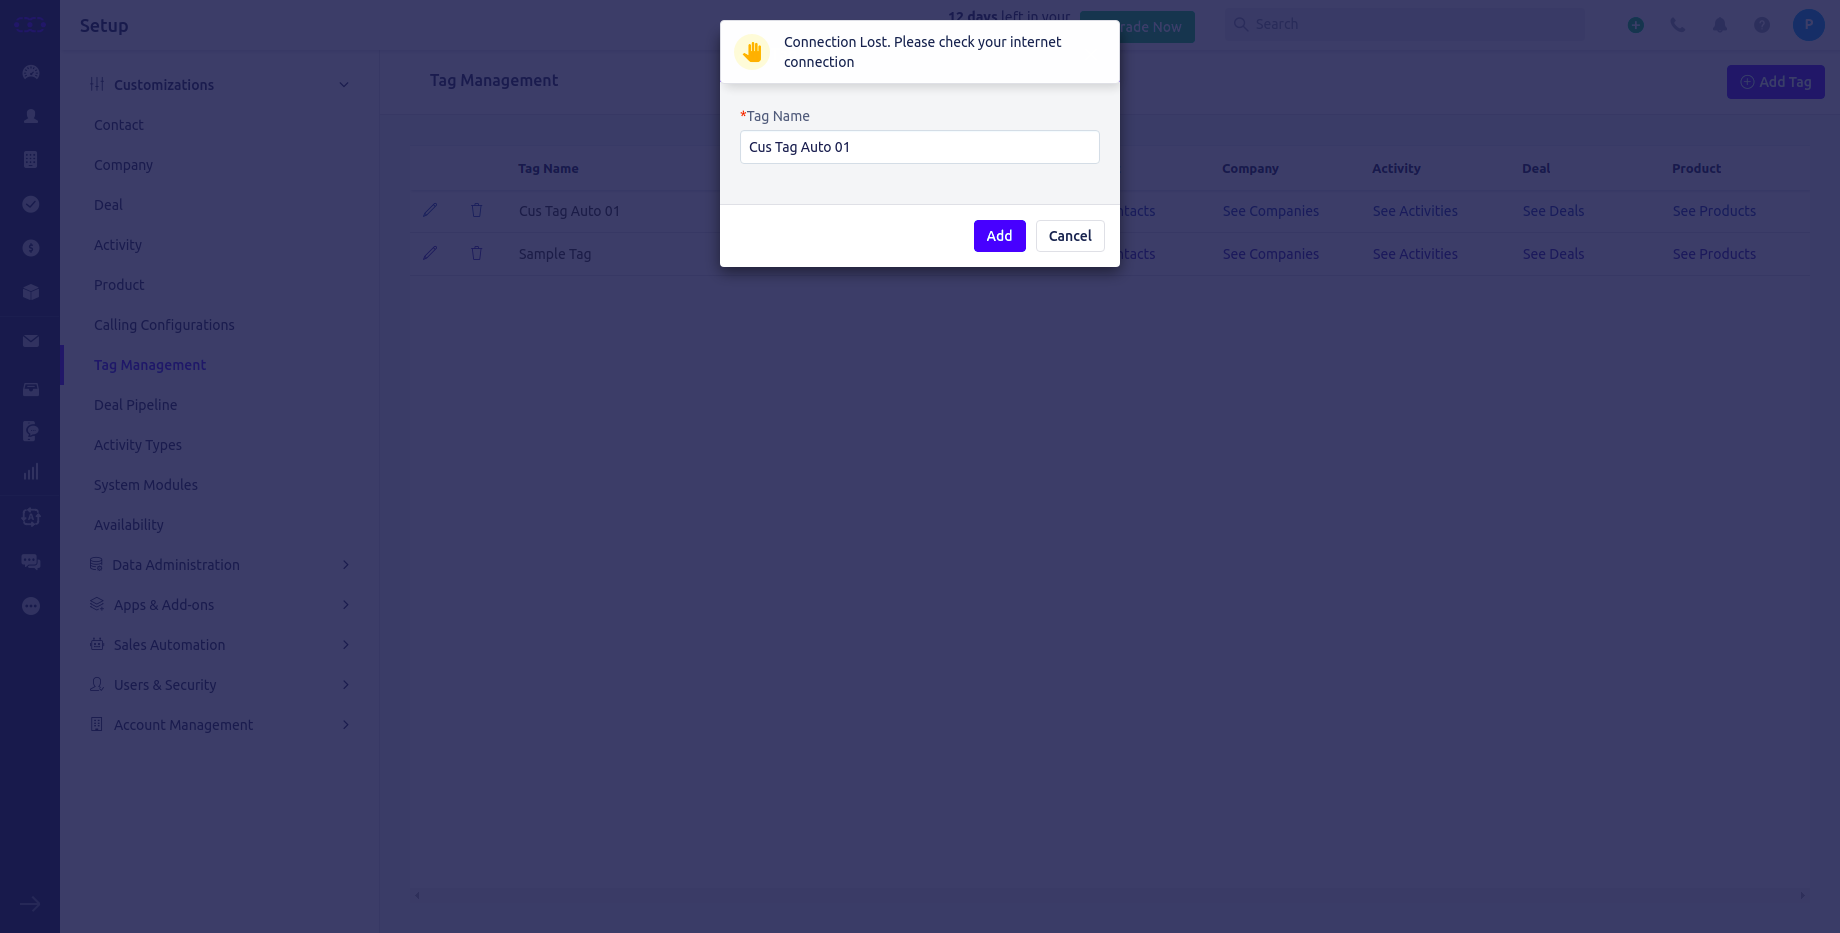 Setup
12 days left in your
rade Now
Search
P
Connection Lost. Please check your internet
connection
Customizations
Contact
Company
Deal
Activity
Product
Calling Configurations
Tag Management
Deal Pipeline
Activity Types
System Modules
Availability
Data Administration
Apps & Add-ons
Sales Automation
Users & Security
Account Management
Tag Management
Add Tag
*Tag Name
Cus Tag Auto 01
Add
Cancel
Tag Name Company Activity Deal Product
Cus Tag Auto 01 tacts See Companies See Activities See Deals See Products
Sample Tag tacts See Companies See Activities See Deals See Products